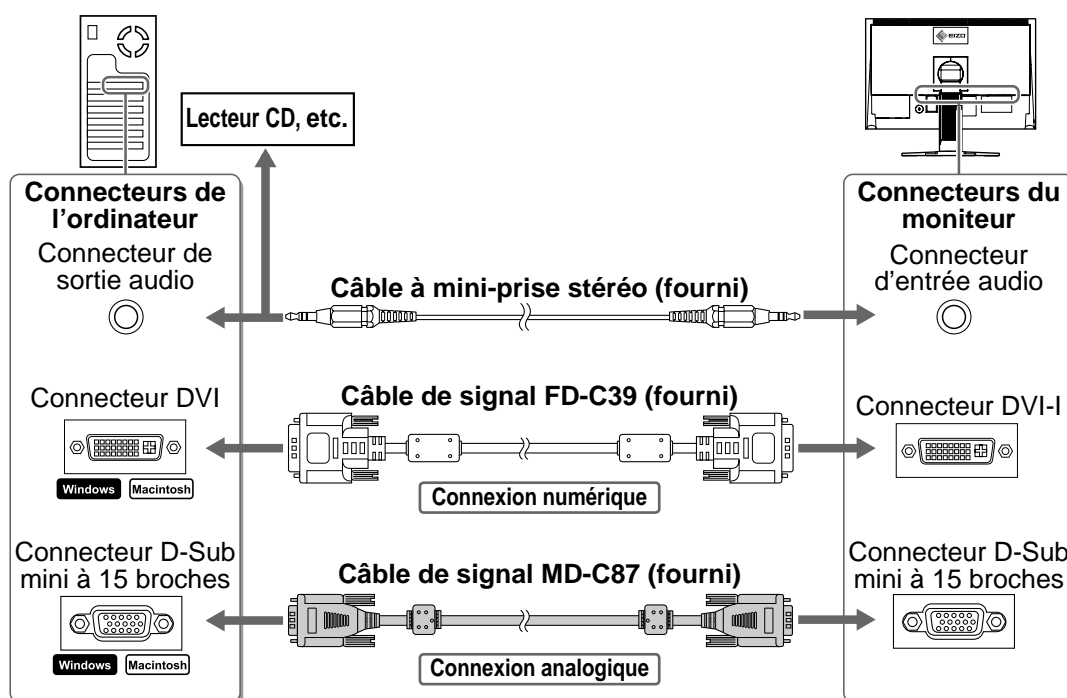 EIZO
Lecteur CD, etc.
Connecteurs de
l’ordinateur
Connecteur de
sortie audio
Connecteurs du
moniteur
Connecteur
d'entrée audio
Câble à mini-prise stéréo (fourni)
Connecteur DVI
Windows Macintosh
Câble de signal FD-C39 (fourni)
Connexion numérique
Connecteur DVI-I
Connecteur D-Sub
mini à 15 broches
Windows Macintosh
Câble de signal MD-C87 (fourni)
Connexion analogique
Connecteur D-Sub
mini à 15 broches